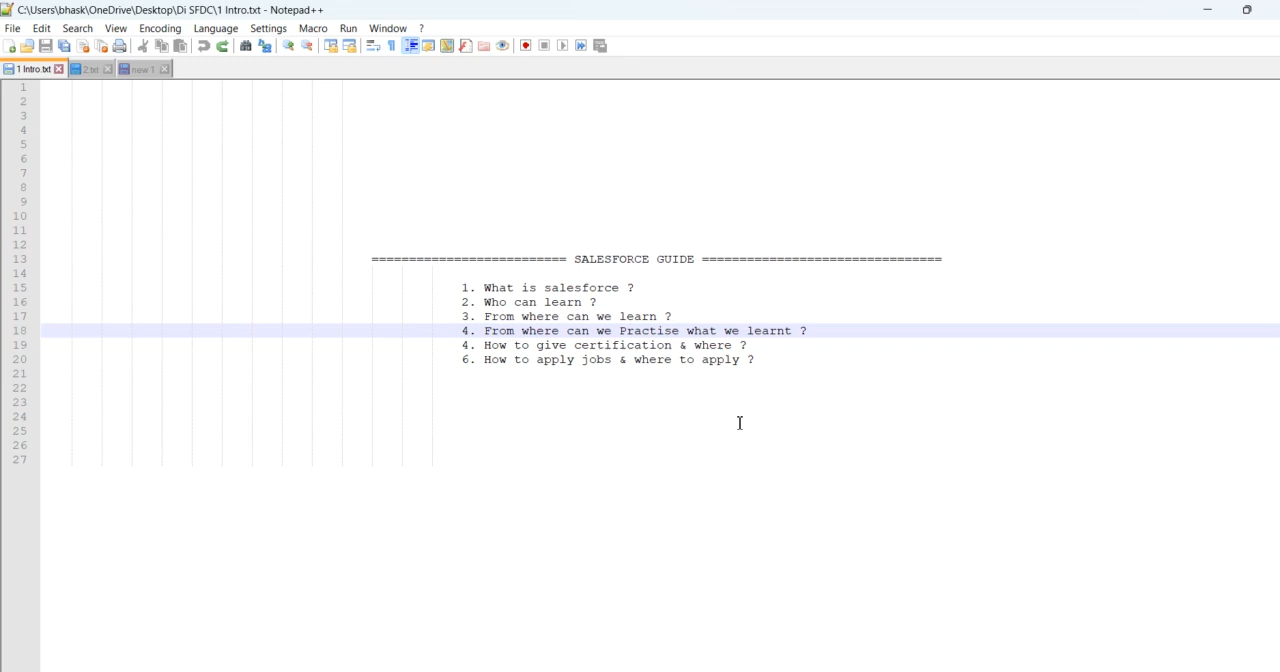 C:\Users\bhask\OneDrive\Desktop\Di SFDC\1 Intro.txt - Notepad++
File Edit Search View Encoding Language Settings Macro Run Window ?
1 Intro.txt 2.txt new 1
1
2
3
4
5
6
7
8
9
10
11
12
13 ========================== SALESFORCE GUIDE ================================
14
15 1. What is salesforce ?
16 2. Who can learn ?
17 3. From where can we learn ?
18 4. From where can we Practise what we learnt ?
19 4. How to give certification & where ?
20 6. How to apply jobs & where to apply ?
21
22
23
24
25
26
27